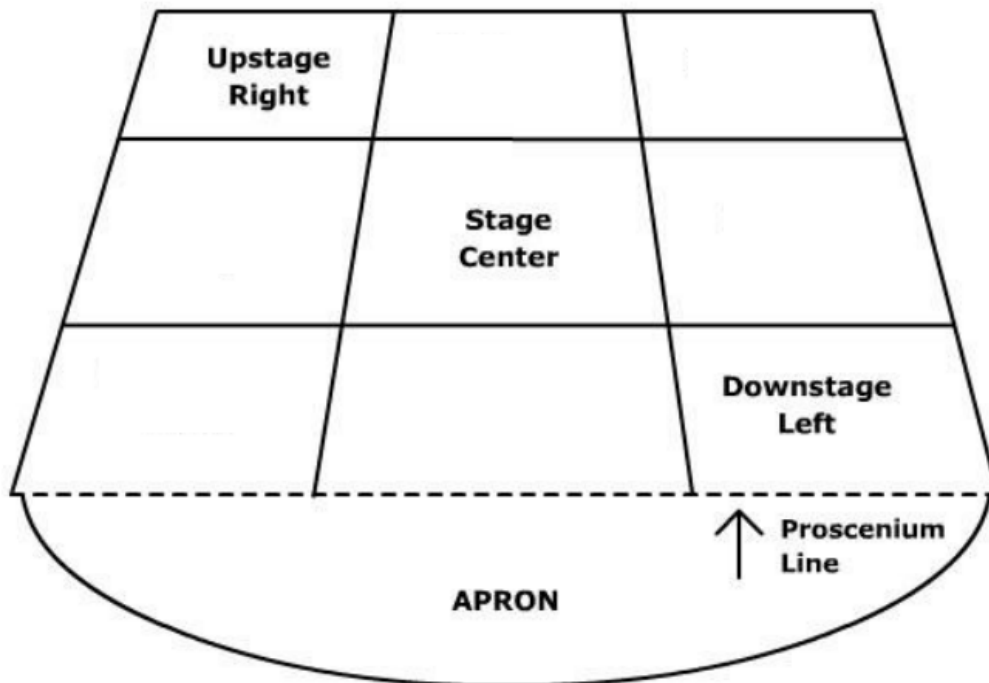 Upstage
Right
Stage
Center
Downstage
Left
Proscenium
Line
APRON